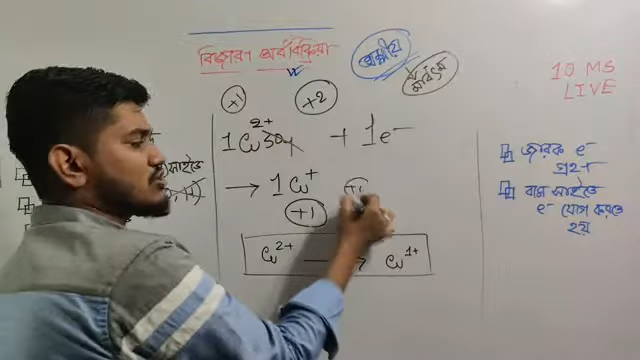 বিজারণ অর্ধবিক্রিয়া
10 MS
LIVE
+1 +2
1Cu²⁺SO₄ + 1e⁻
→ 1Cu⁺
+1
Cu²⁺ → Cu¹⁺
জারক e⁻
গ্রহণ
বাম সাইডে
e⁻ যোগ করতে
হয়
সাইডে